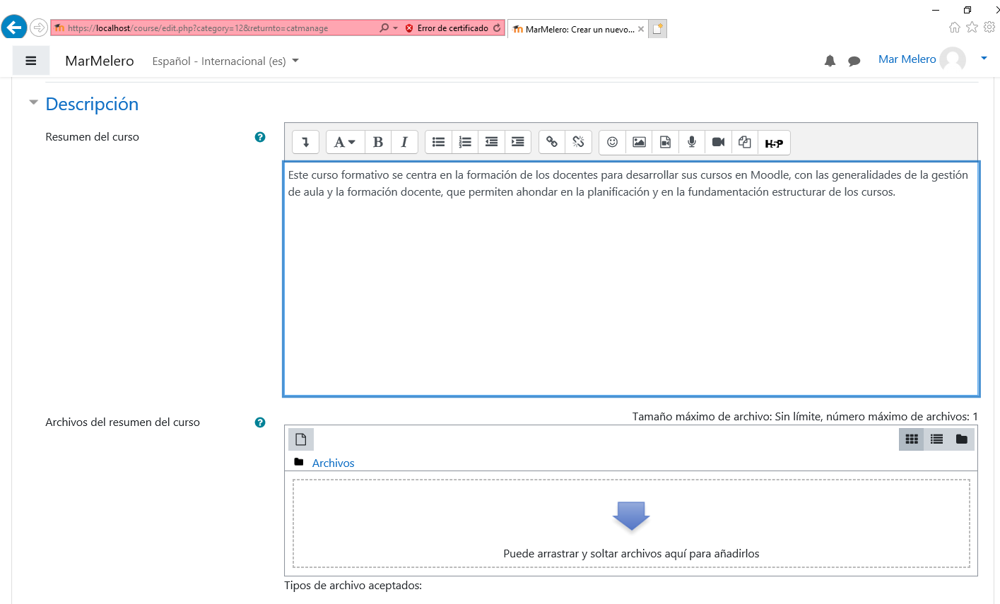 https://localhost/course/edit.php?category=12&returnto=catmanage
Error de certificado
MarMelero: Crear un nuevo...
MarMelero
Español - Internacional (es)
Mar Melero
Descripción
Resumen del curso
A
B
I
H5P
Este curso formativo se centra en la formación de los docentes para desarrollar sus cursos en Moodle, con las generalidades de la gestión
de aula y la formación docente, que permiten ahondar en la planificación y en la fundamentación estructurar de los cursos.
Archivos del resumen del curso
Tamaño máximo de archivo: Sin límite, número máximo de archivos: 1
Archivos
Puede arrastrar y soltar archivos aquí para añadirlos
Tipos de archivo aceptados: